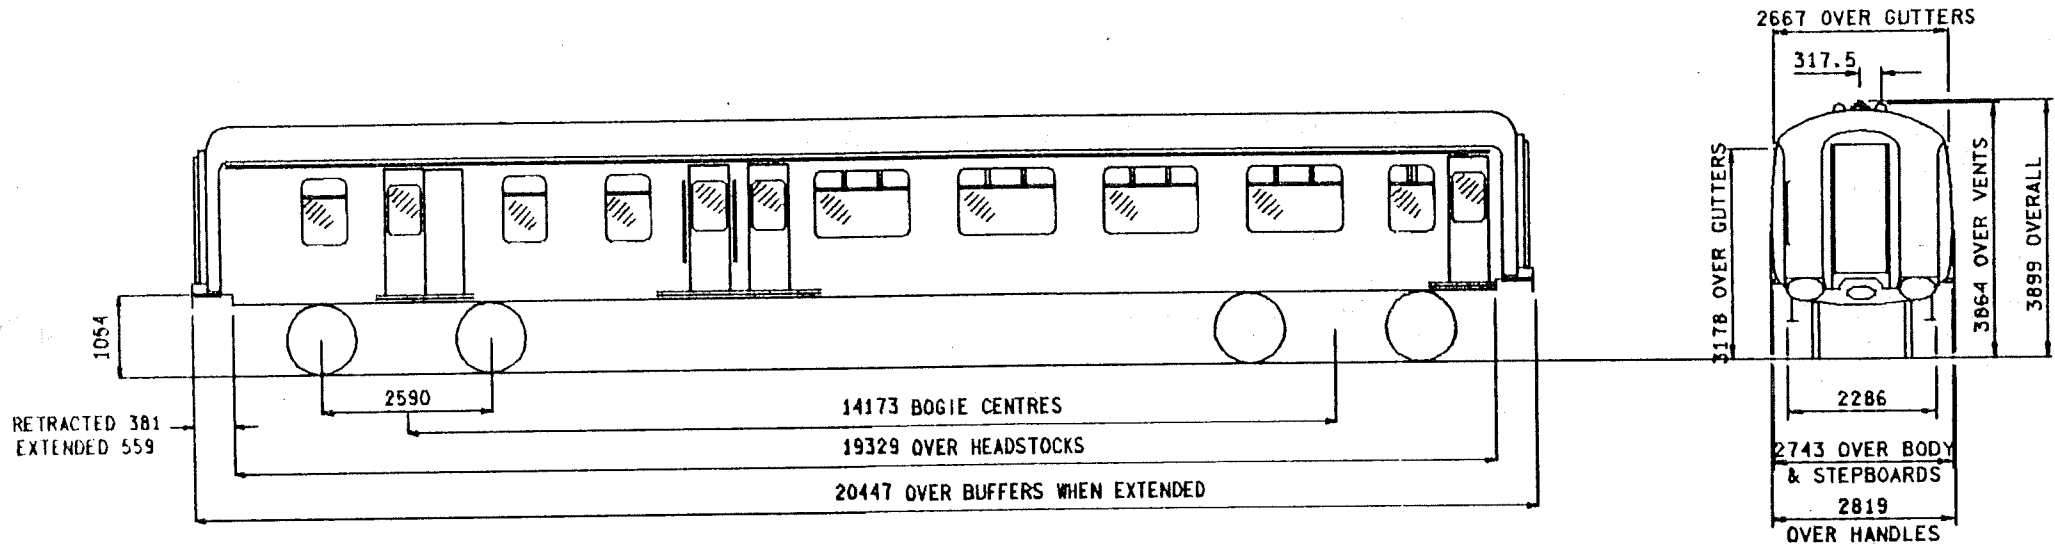 2667 OVER GUTTERS
317.5
3178 OVER GUTTERS
3864 OVER VENTS
3899 OVERALL
1054
2590
14173 BOGIE CENTRES
2286
RETRACTED 381
EXTENDED 559
19329 OVER HEADSTOCKS
2743 OVER BODY
& STEPBOARDS
20447 OVER BUFFERS WHEN EXTENDED
2819
OVER HANDLES